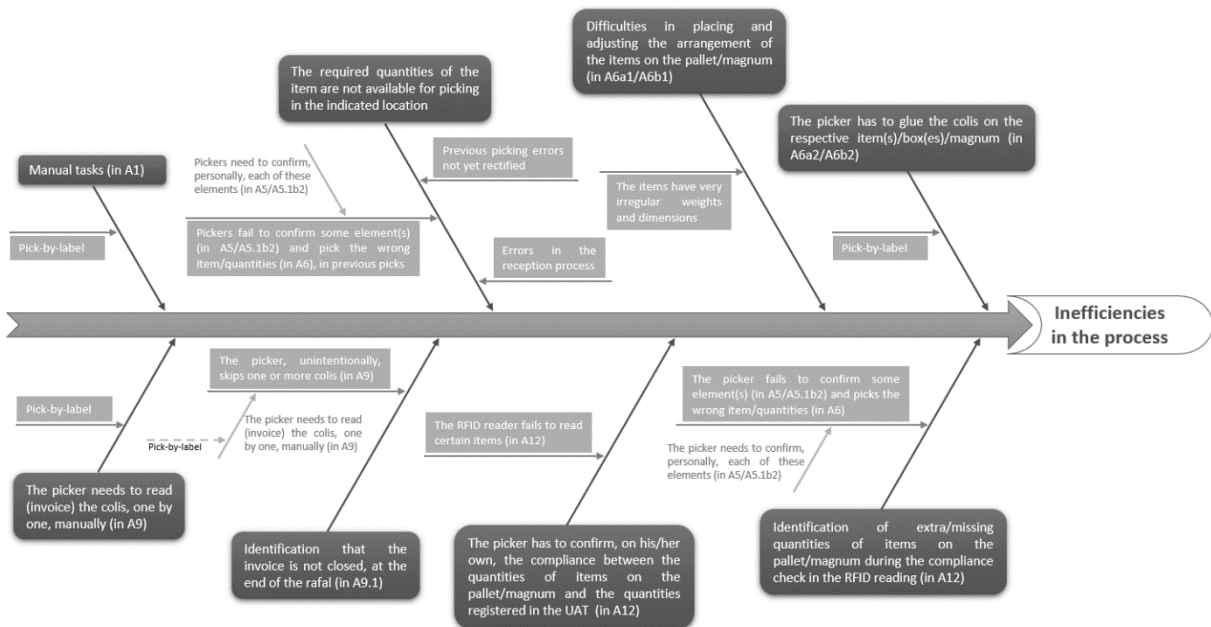 Difficulties in placing and
adjusting the arrangement of
the items on the pallet/magnum
(in A6a1/A6b1)
The required quantities of the
item are not available for picking
in the indicated location
The picker has to glue the colis on the
respective item(s)/box(es)/magnum (in
A6a2/A6b2)
Manual tasks (in A1)
Pickers need to confirm,
personally, each of these
elements (in A5/A5.1b2)
Previous picking errors
not yet rectified
The items have very
irregular weights
and dimensions
Pick-by-label
Pickers fail to confirm some element(s)
(in A5/A5.1b2) and pick the wrong
item/quantities (in A6), in previous picks
Errors in the
reception process
Pick-by-label
Inefficiencies
in the process
The picker, unintentionally,
skips one or more colis (in A9)
Pick-by-label
The picker needs to read
(invoice) the colis, one
by one, manually (in A9)
Pick-by-label
The RFID reader fails to read
certain items (in A12)
The picker fails to confirm some
element(s) (in A5/A5.1b2) and picks the
wrong item/quantities (in A6)
The picker needs to confirm,
personally, each of these
elements (in A5/A5.1b2)
The picker needs to read
(invoice) the colis, one by
one, manually (in A9)
Identification that the
invoice is not closed, at the
end of the rafal (in A9.1)
The picker has to confirm, on his/her
own, the compliance between the
quantities of items on the
pallet/magnum and the quantities
registered in the UAT (in A12)
Identification of extra/missing
quantities of items on the
pallet/magnum during the compliance
check in the RFID reading (in A12)